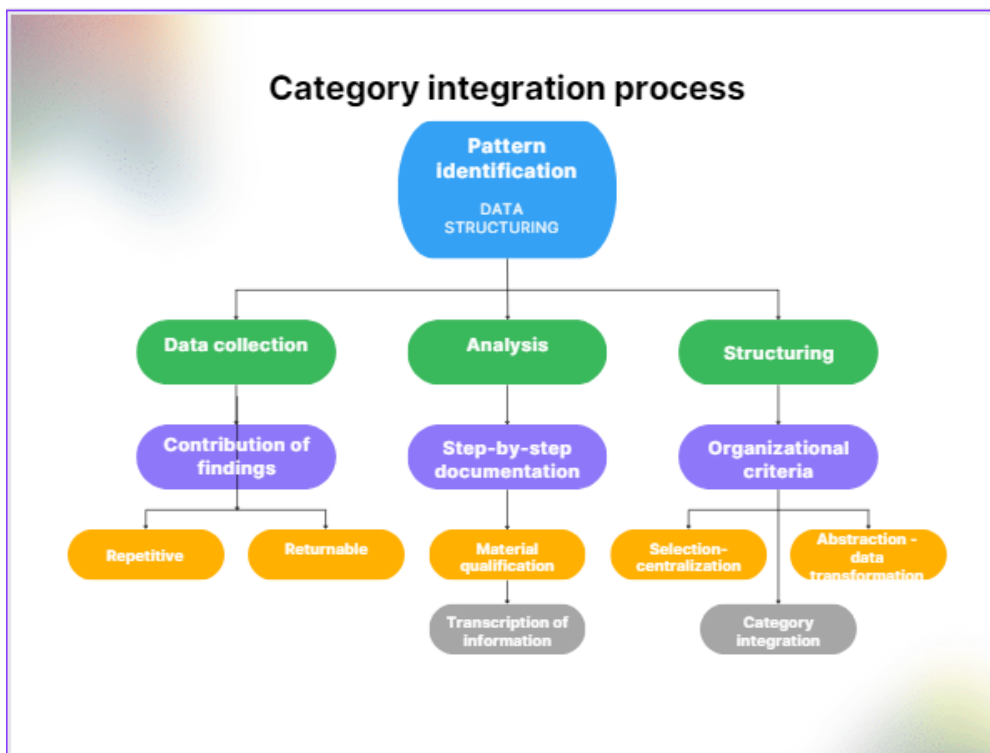 Category integration process
Pattern
identification
DATA
STRUCTURING
Data collection
Analysis
Structuring
Contribution of
findings
Step-by-step
documentation
Organizational
criteria
Repetitive
Returnable
Material
qualification
Selection-
centralization
Abstraction -
data
transformation
Transcription of
information
Category
integration